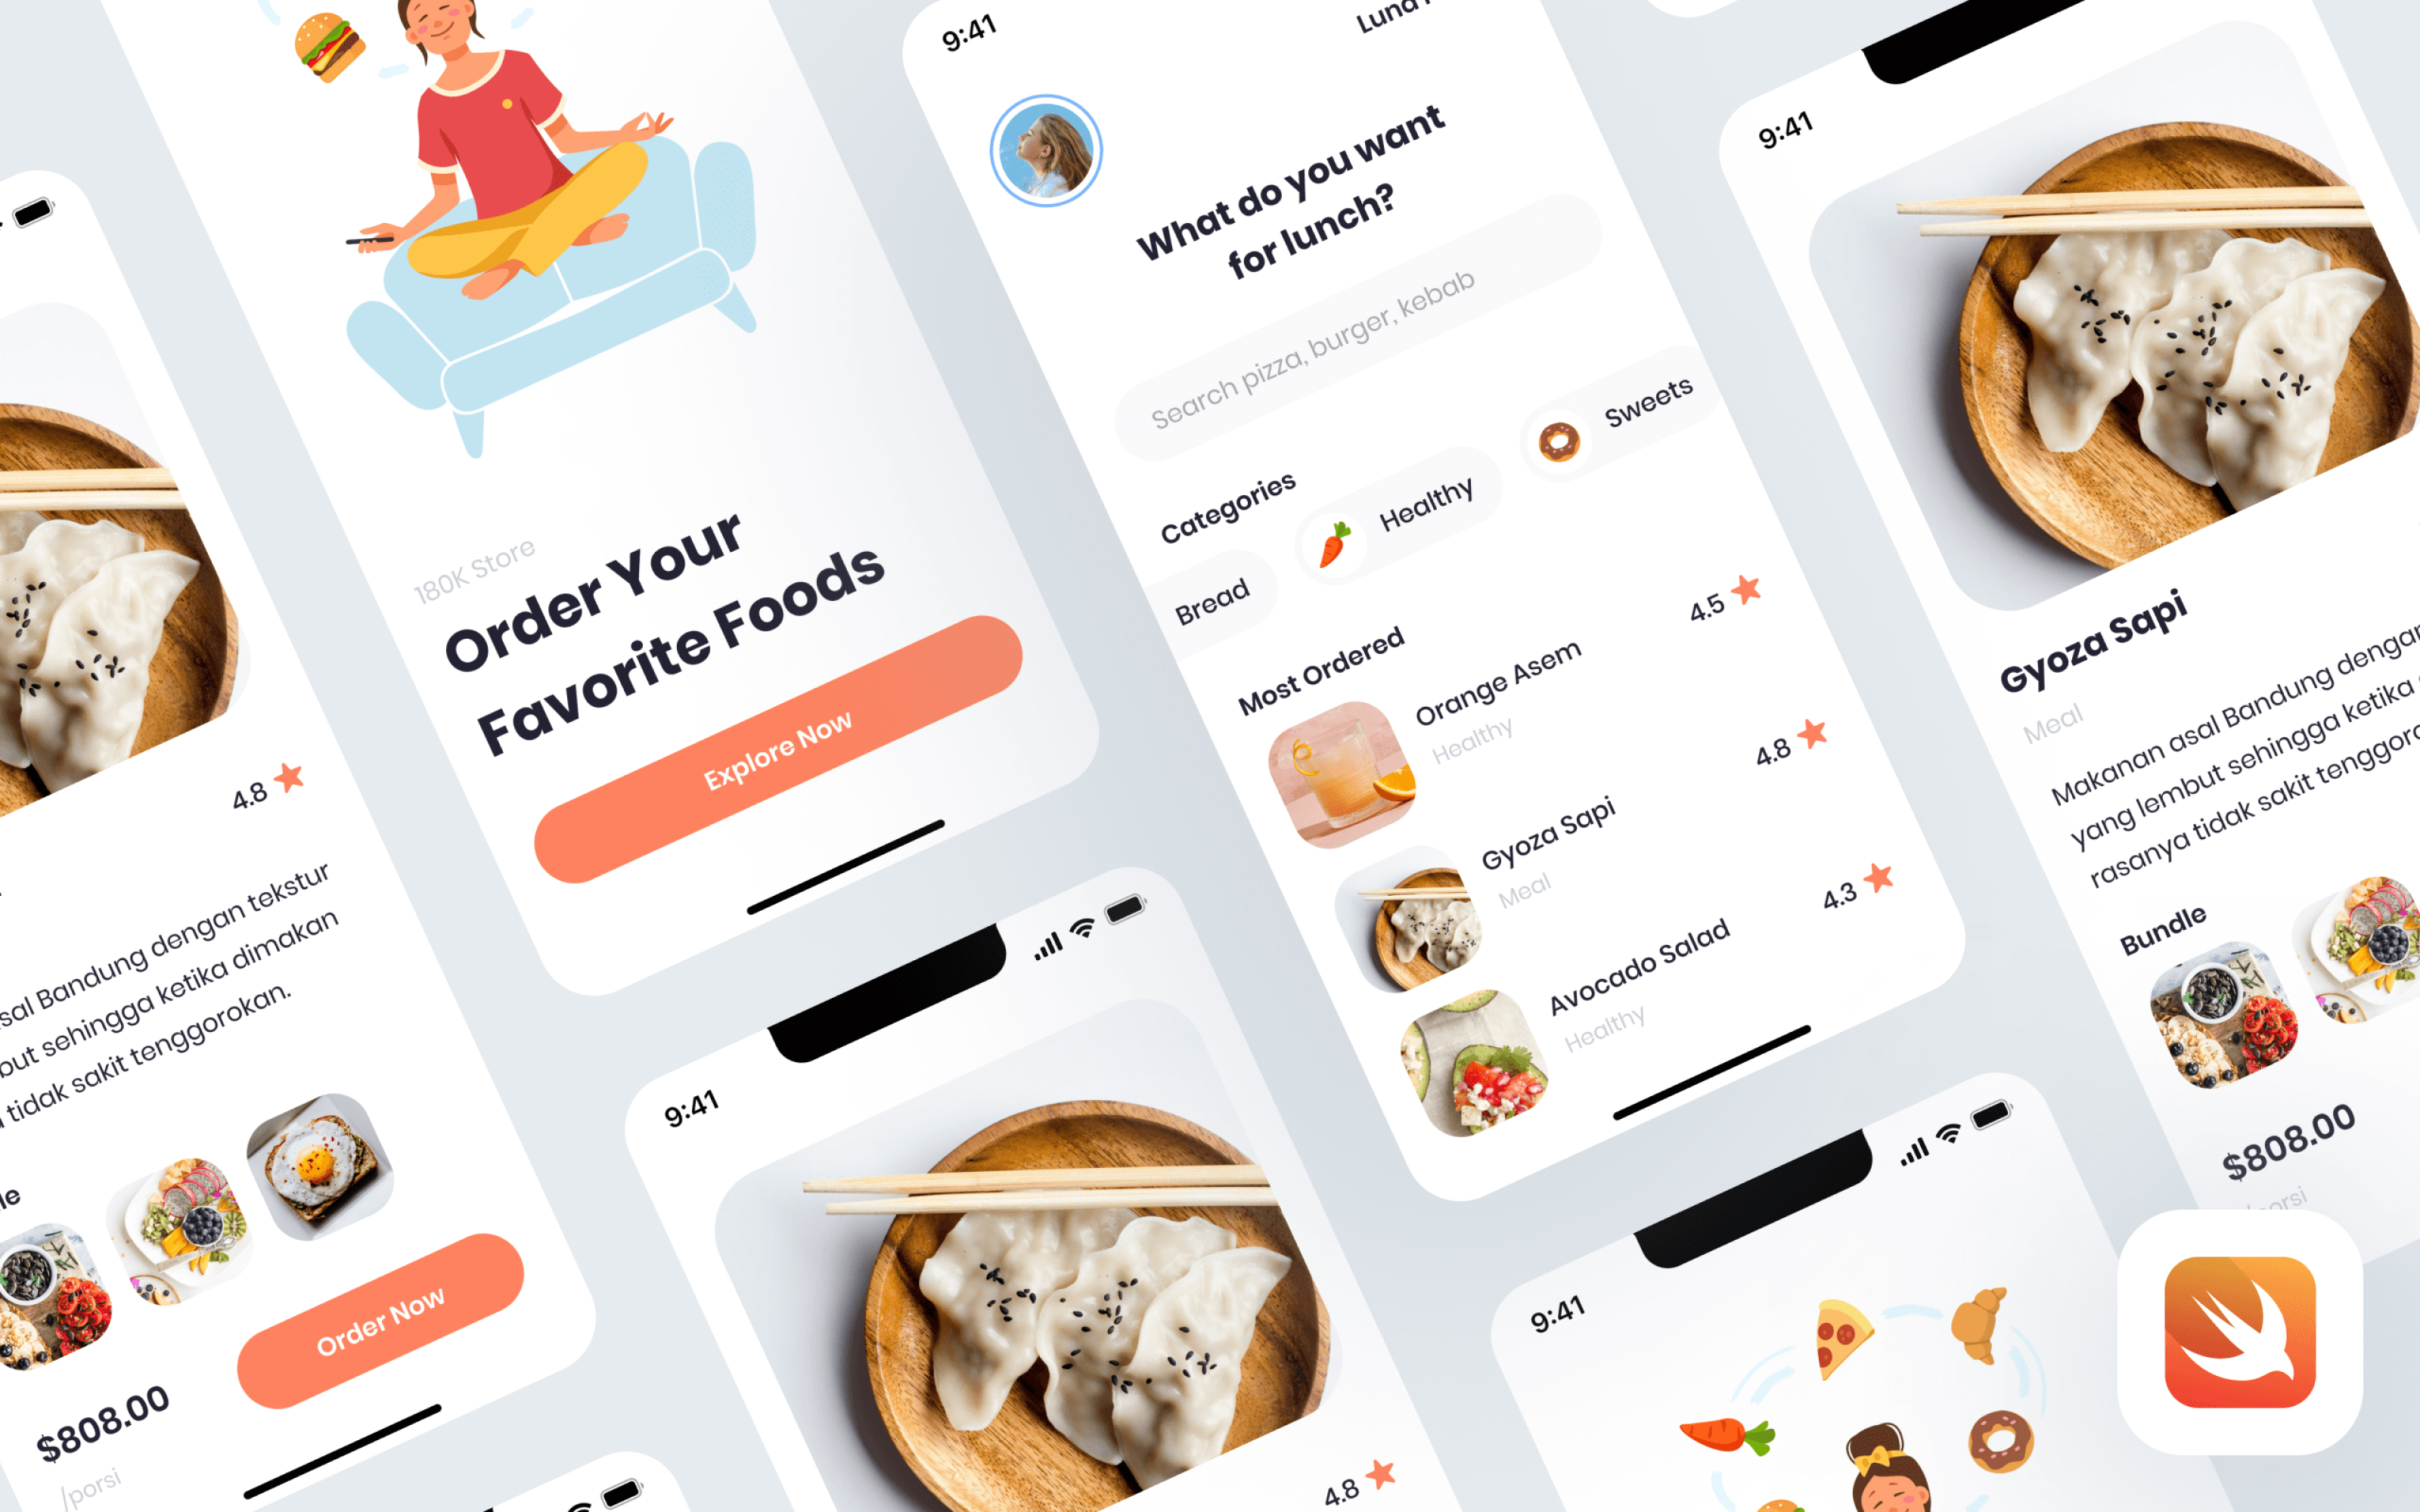 4.8
sal Bandung dengan tekstur
but sehingga ketika dimakan
tidak sakit tenggorokan.
le
$808.00
/porsi
Order Now
180K Store
Order Your
Favorite Foods
Explore Now
9:41
4.8
9:41
Luna
What do you want
for lunch?
Search pizza, burger, kebab
Categories
Bread
Healthy
Sweets
Most Ordered
Orange Asem
Healthy
4.5
Gyoza Sapi
Meal
4.8
Avocado Salad
Healthy
4.3
9:41
9:41
Gyoza Sapi
Meal
Makanan asal Bandung dengan
yang lembut sehingga ketika
rasanya tidak sakit tenggoro
Bundle
$808.00
/porsi